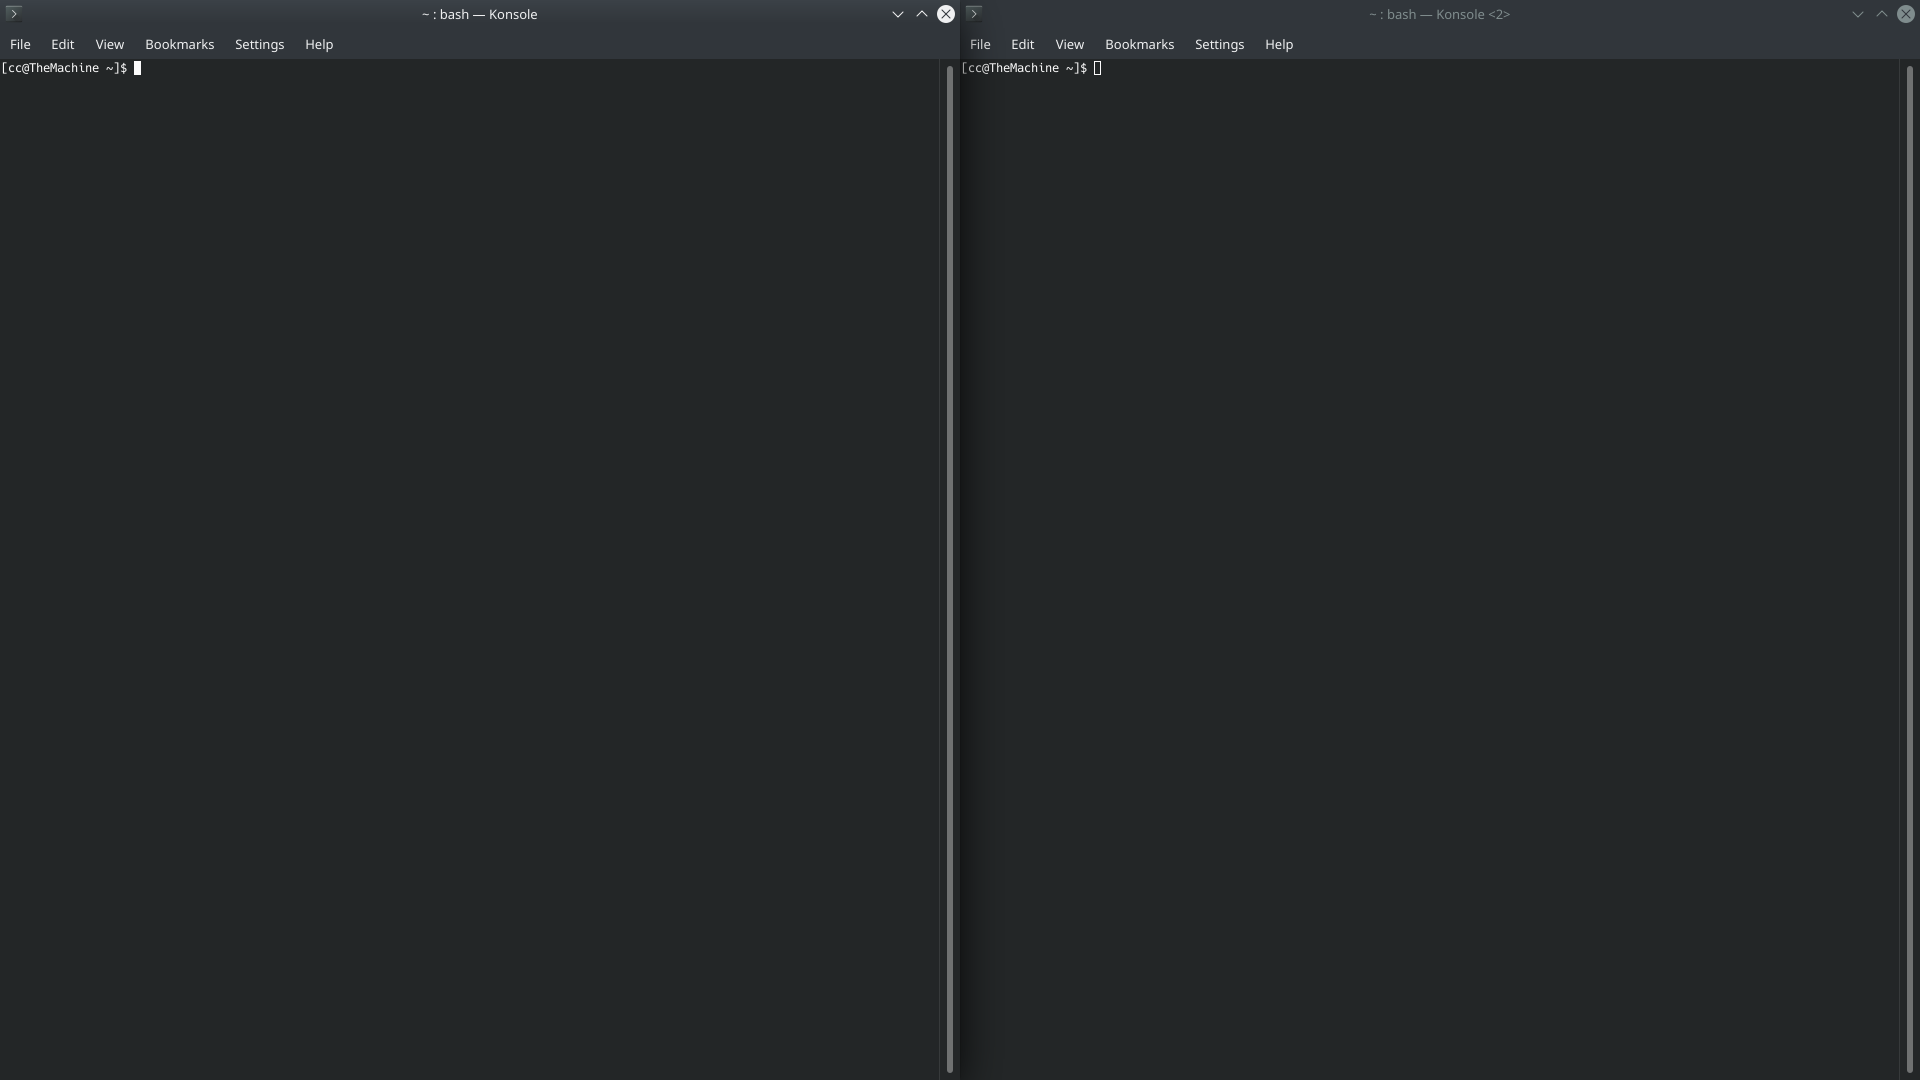 ~ : bash — Konsole
File Edit View Bookmarks Settings Help
[cc@TheMachine ~]$
~ : bash — Konsole <2>
File Edit View Bookmarks Settings Help
[cc@TheMachine ~]$